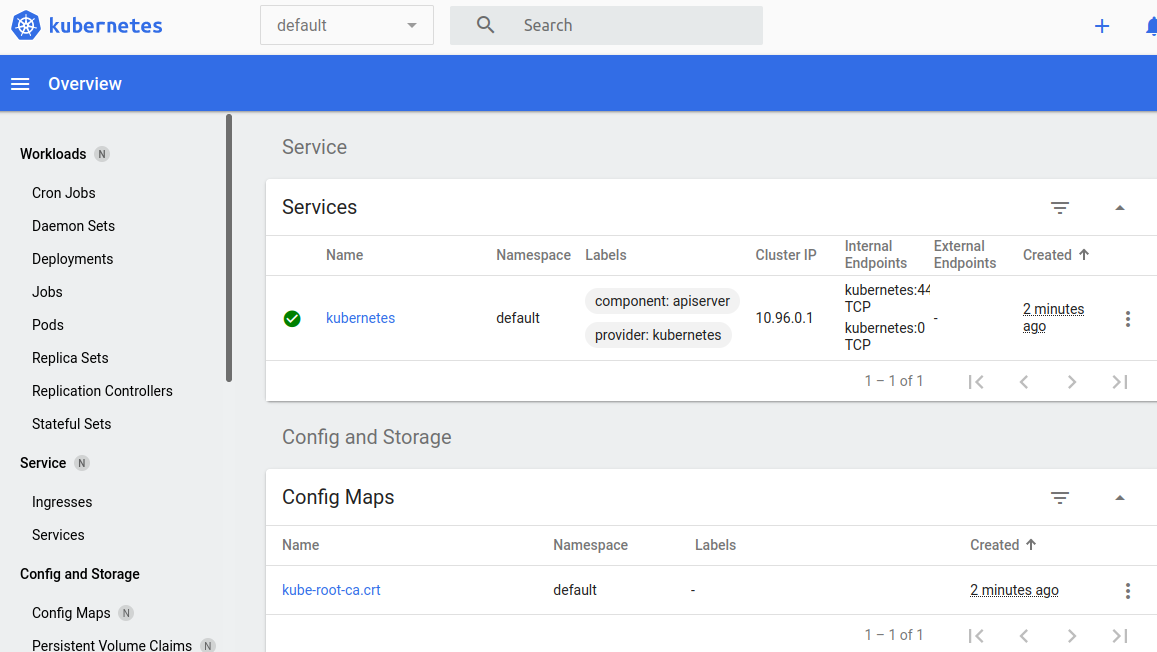 kubernetes
default
Search
Overview
Workloads N
Cron Jobs
Daemon Sets
Deployments
Jobs
Pods
Replica Sets
Replication Controllers
Stateful Sets
Service N
Ingresses
Services
Config and Storage
Config Maps N
Persistent Volume Claims N
Service
Services
Name Namespace Labels Cluster IP Internal Endpoints External Endpoints Created
kubernetes default component: apiserver provider: kubernetes 10.96.0.1 kubernetes:44 TCP kubernetes:0 TCP - 2 minutes ago
1 – 1 of 1
Config and Storage
Config Maps
Name Namespace Labels Created
kube-root-ca.crt default - 2 minutes ago
1 – 1 of 1